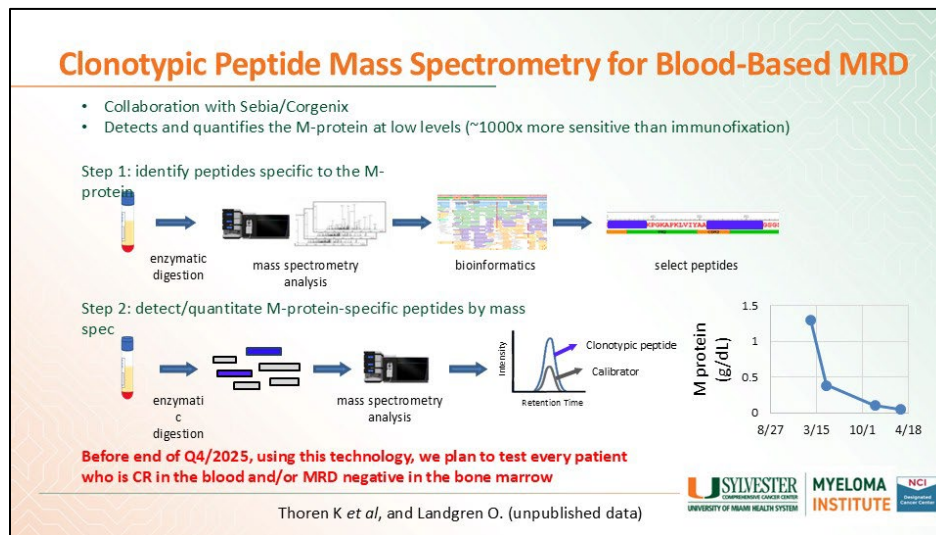 Clonotypic Peptide Mass Spectrometry for Blood-Based MRD
• Collaboration with Sebia/Corgenix
• Detects and quantifies the M-protein at low levels (~1000x more sensitive than immunofixation)
Step 1: identify peptides specific to the M-
protein
enzymatic
digestion
mass spectrometry
analysis
bioinformatics
select peptides
Step 2: detect/quantitate M-protein-specific peptides by mass
spec
enzymati
c
digestion
mass spectrometry
analysis
Intensity
Clonotypic peptide
Calibrator
Retention Time
M protein
(g/dL)
1.5
1
0.5
0
8/27 3/15 10/1 4/18
Before end of Q4/2025, using this technology, we plan to test every patient
who is CR in the blood and/or MRD negative in the bone marrow
Thoren K et al, and Landgren O. (unpublished data)
SYLVESTER
COMPREHENSIVE CANCER CENTER
UNIVERSITY OF MIAMI HEALTH SYSTEM
MYELOMA
INSTITUTE
NCI
Designated
Cancer Center